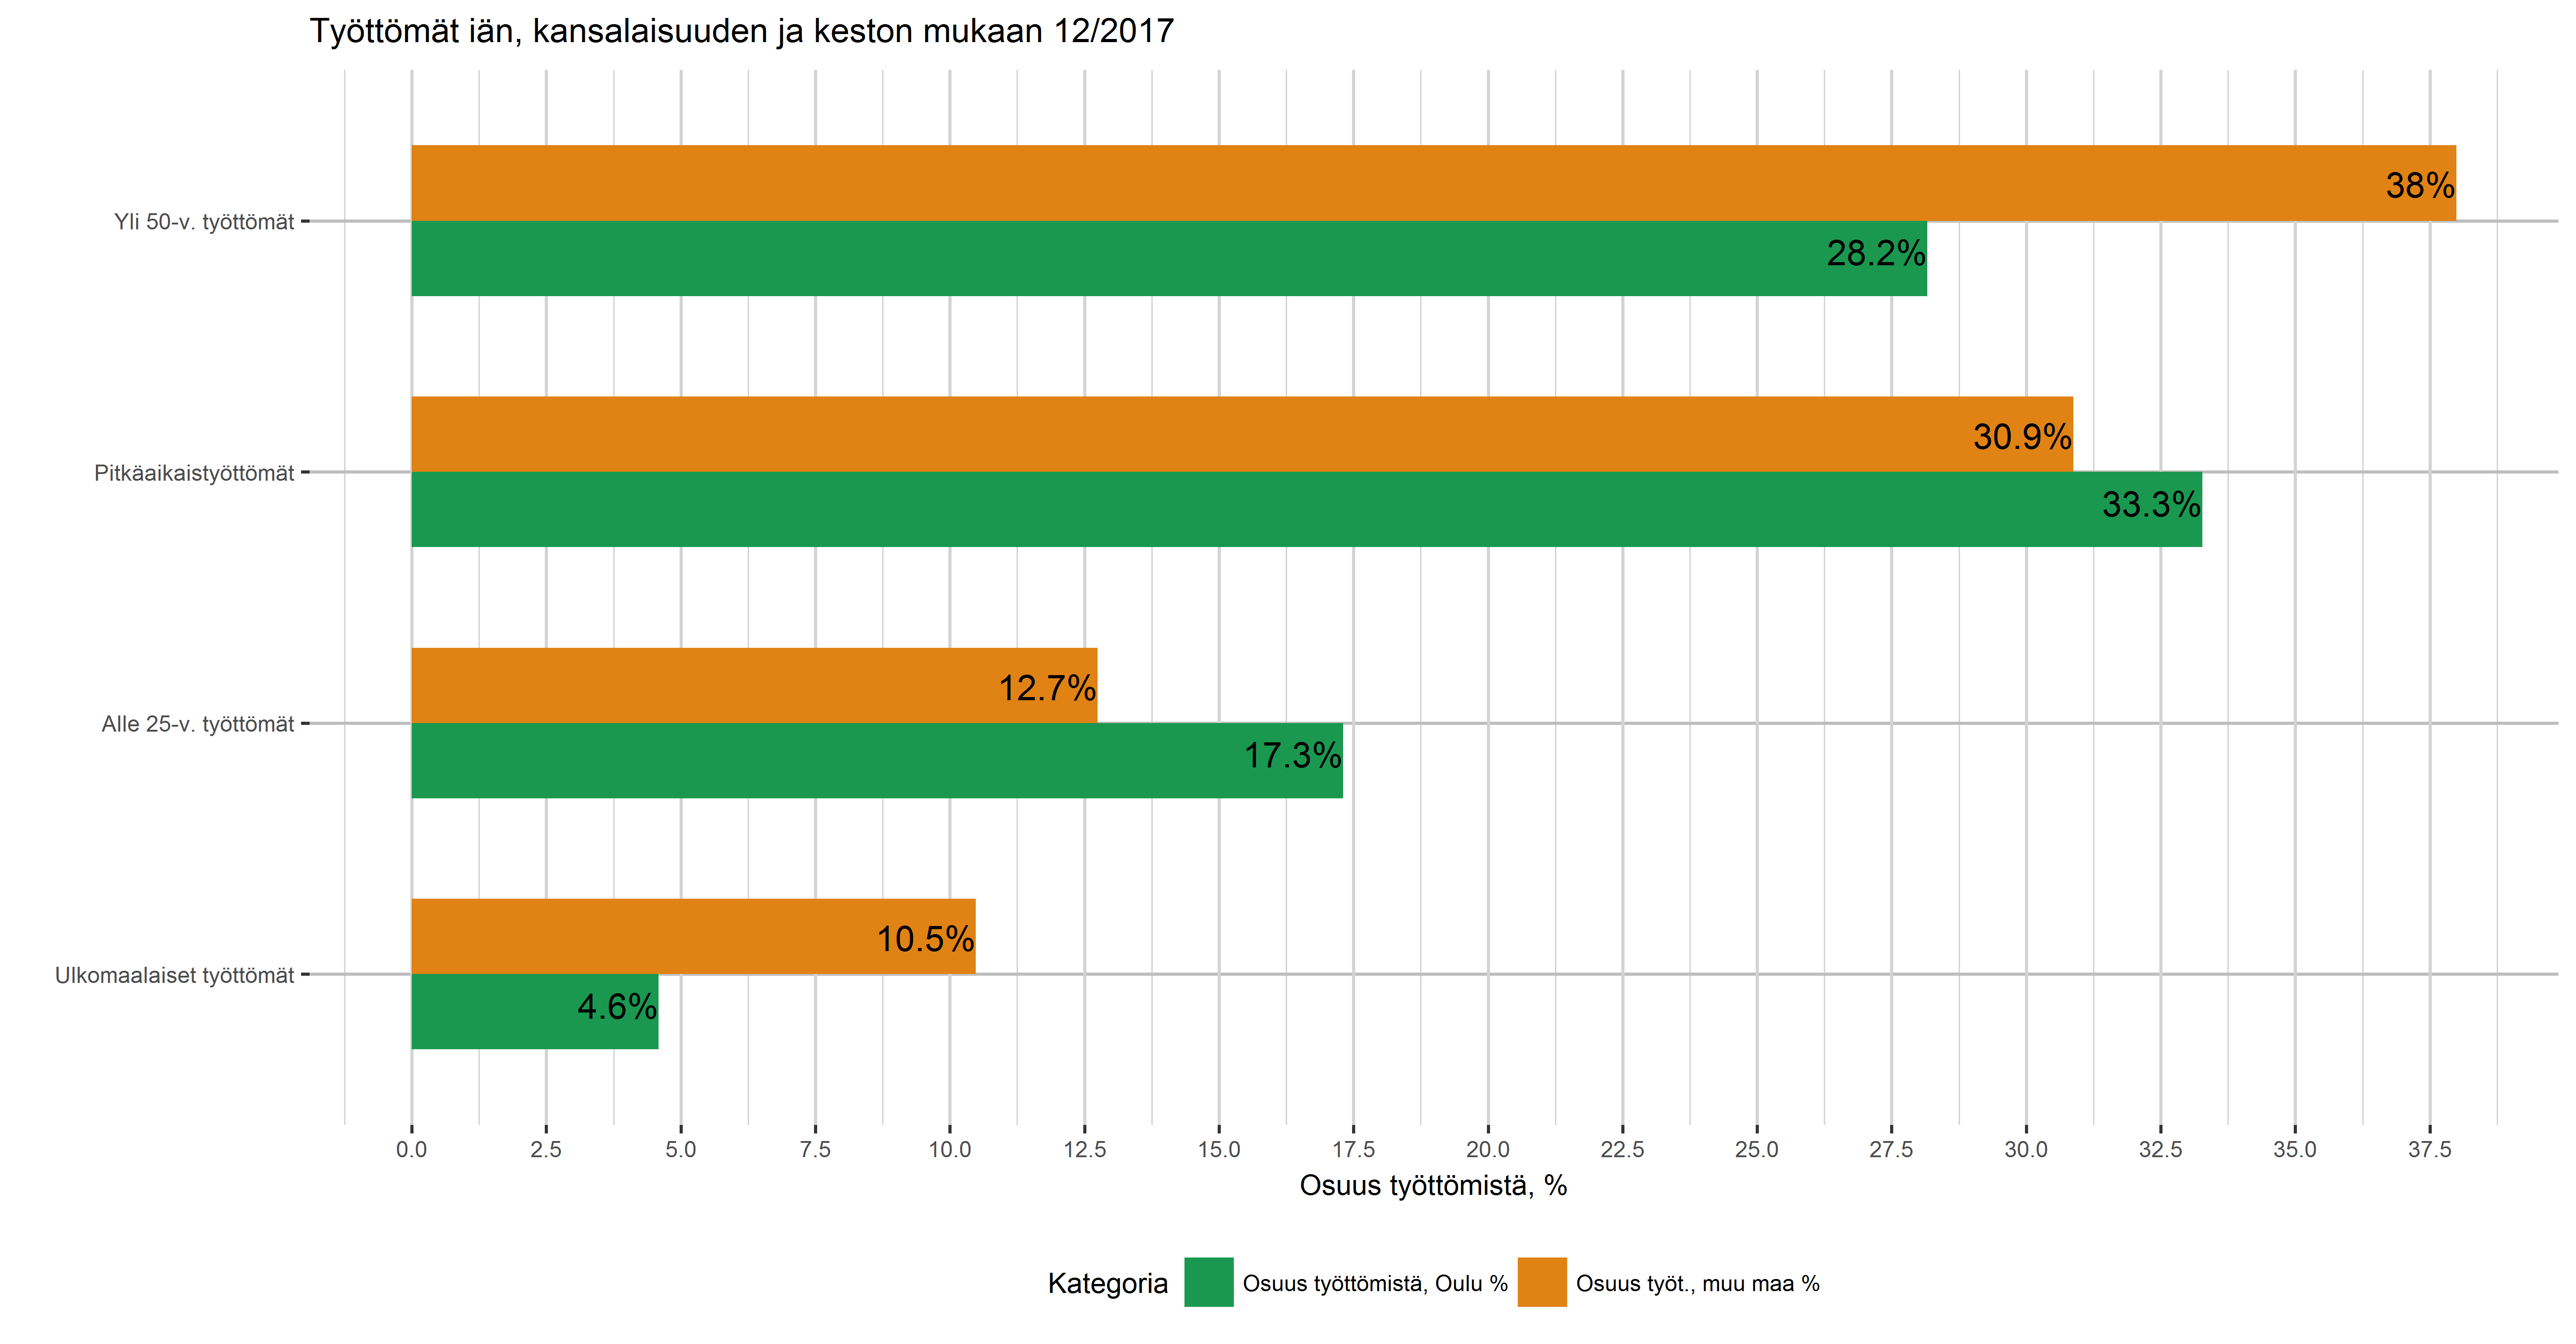 Työttömät iän, kansalaisuuden ja keston mukaan 12/2017
Yli 50-v. työttömät
38%
28.2%
Pitkäaikaistyöttömät
30.9%
33.3%
Alle 25-v. työttömät
12.7%
17.3%
Ulkomaalaiset työttömät
10.5%
4.6%
0.0 2.5 5.0 7.5 10.0 12.5 15.0 17.5 20.0 22.5 25.0 27.5 30.0 32.5 35.0 37.5
Osuus työttömistä, %
Kategoria Osuus työttömistä, Oulu % Osuus työt., muu maa %